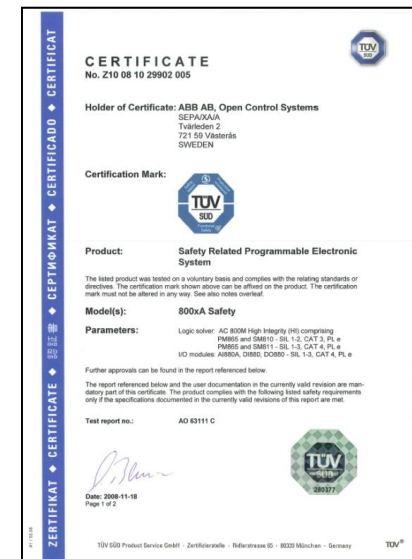 CERTIFICATE
No. Z10 08 10 29902 005
Holder of Certificate: ABB AB, Open Control Systems
SEPA/XA/A
Tvärleden 2
721 59 Västerås
SWEDEN
Certification Mark:
TÜV
SÜD
Product: Safety Related Programmable Electronic
System
The listed product was tested on a voluntary basis and complies with the relating standards or
directives. The certification mark shown above can be affixed on the product. The certification
mark must not be altered in any way. See also notes overleaf.
Model(s): 800xA Safety
Parameters: Logic solver: AC 800M High Integrity (HI) comprising
PM865 and SM810 - SIL 1-2, CAT 3, PL e
PM865 and SM811 - SIL 1-3, CAT 4, PL e
I/O modules: AI880A, DI880, DO880 - SIL 1-3, CAT 4, PL e
Further approvals can be found in the report referenced below.
The report referenced below and the user documentation in the currently valid revision are man-
datory part of this certificate. The product complies with the following listed safety requirements
only if the specifications documented in the currently valid revisions of this report are met.
Test report no.: AO 63111 C
Date: 2008-11-18
Page 1 of 2
TÜV
SÜD
280377
TÜV SÜD Product Service GmbH · Zertifizierstelle · Ridlerstrasse 65 · 80339 München · Germany
TÜV®
ZERTIFIKAT ◆ CERTIFICATE ◆
◆ СЕРТИФИКАТ ◆ CERTIFICADO ◆ CERTIFICAT
TÜV
SÜD